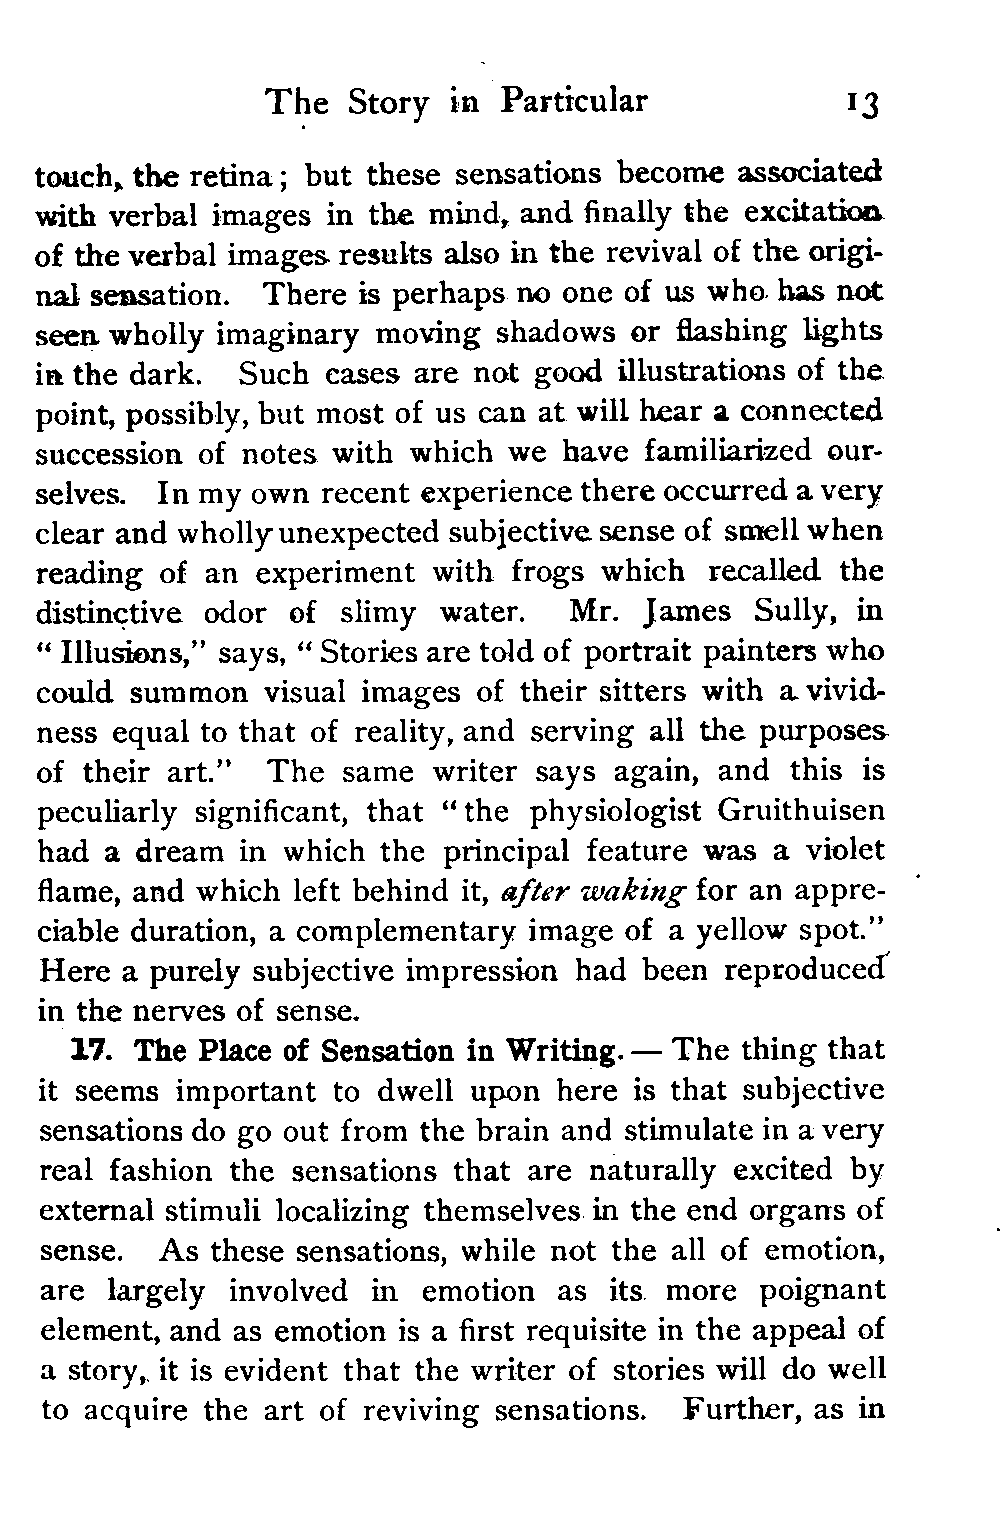 The Story in Particular 13
touch, the retina; but these sensations become associated
with verbal images in the mind, and finally the excitation
of the verbal images results also in the revival of the origi-
nal sensation. There is perhaps no one of us who has not
seen wholly imaginary moving shadows or flashing lights
in the dark. Such cases are not good illustrations of the
point, possibly, but most of us can at will hear a connected
succession of notes with which we have familiarized our-
selves. In my own recent experience there occurred a very
clear and wholly unexpected subjective sense of smell when
reading of an experiment with frogs which recalled the
distinctive odor of slimy water. Mr. James Sully, in
“Illusions,” says, “Stories are told of portrait painters who
could summon visual images of their sitters with a vivid-
ness equal to that of reality, and serving all the purposes
of their art.” The same writer says again, and this is
peculiarly significant, that “the physiologist Gruithuisen
had a dream in which the principal feature was a violet
flame, and which left behind it, after waking for an appre-
ciable duration, a complementary image of a yellow spot.”
Here a purely subjective impression had been reproduced
in the nerves of sense.
17. The Place of Sensation in Writing. — The thing that
it seems important to dwell upon here is that subjective
sensations do go out from the brain and stimulate in a very
real fashion the sensations that are naturally excited by
external stimuli localizing themselves in the end organs of
sense. As these sensations, while not the all of emotion,
are largely involved in emotion as its more poignant
element, and as emotion is a first requisite in the appeal of
a story, it is evident that the writer of stories will do well
to acquire the art of reviving sensations. Further, as in